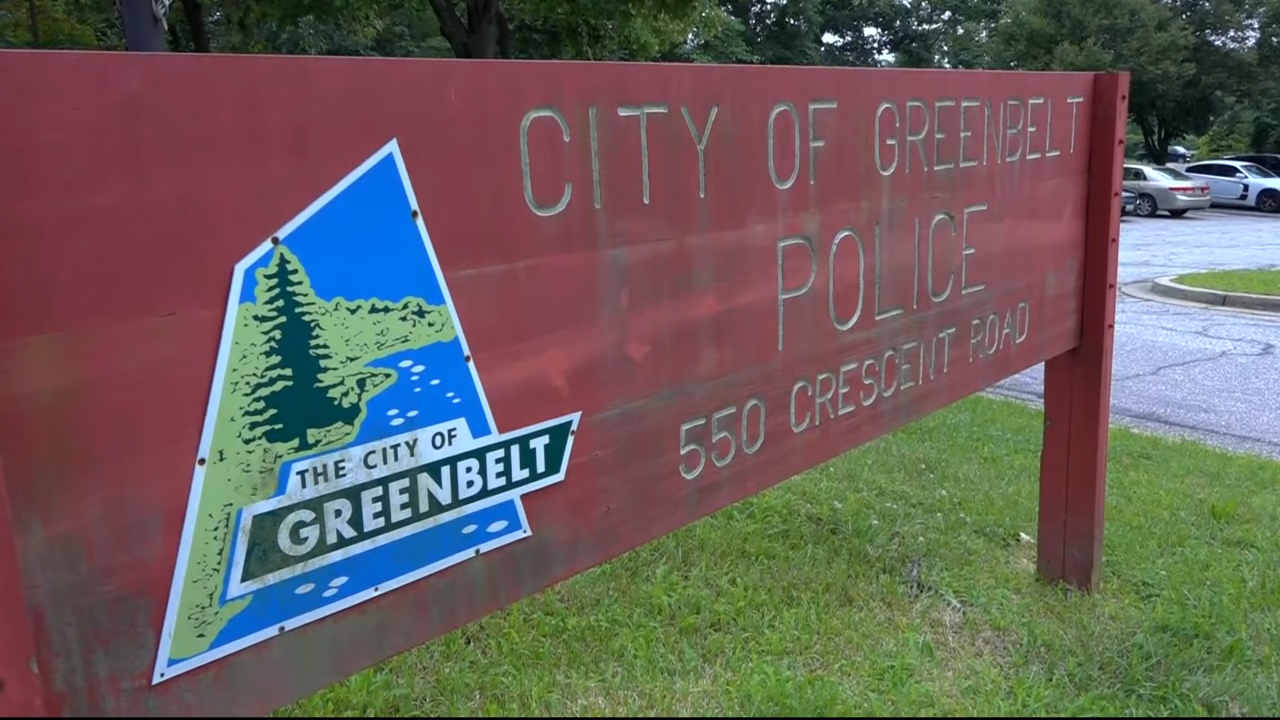 CITY OF GREENBELT
POLICE
550 CRESCENT ROAD
THE CITY OF
GREENBELT